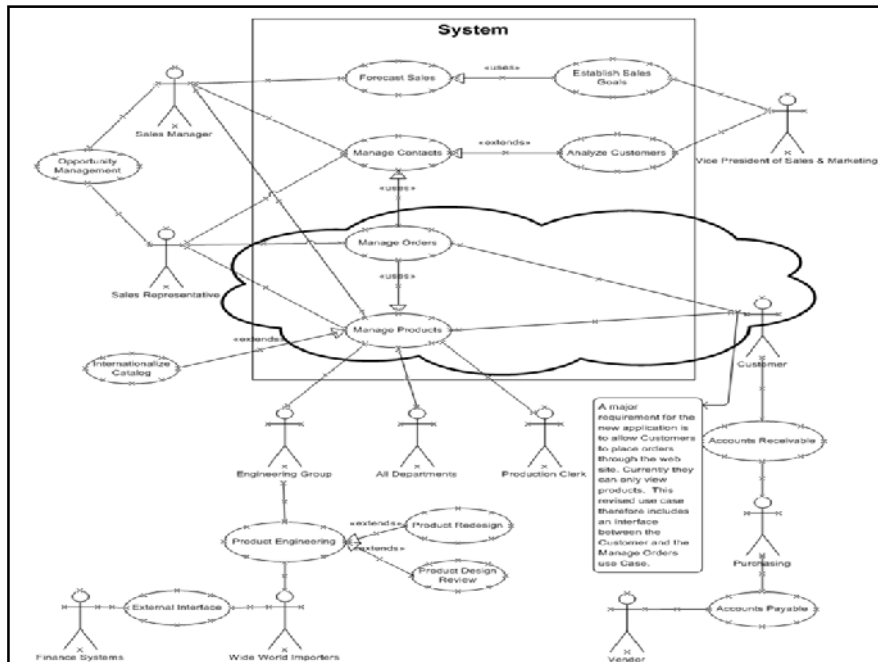 System
«uses»
Forecast Sales
Establish Sales
Goals
Sales Manager
Opportunity
Management
Manage Contacts
«extends»
Analyze Customers
Vice President of Sales & Marketing
«uses»
Manage Orders
Sales Representative
«uses»
Manage Products
«extends»
Internationalize
Catalog
Customer
A major
requirement for the
new application is
to allow Customers
to place orders
through the web
site. Currently they
can only view
products. This
revised use case
therefore includes
an interface
between the
Customer and the
Manage Orders
use Case.
Accounts Receivable
Engineering Group
All Departments
Production Clerk
«extends»
Product Redesign
Product Engineering
«extends»
Product Design
Review
Purchasing
External Interface
Accounts Payable
Finance Systems
Wide World Importers
Vendor